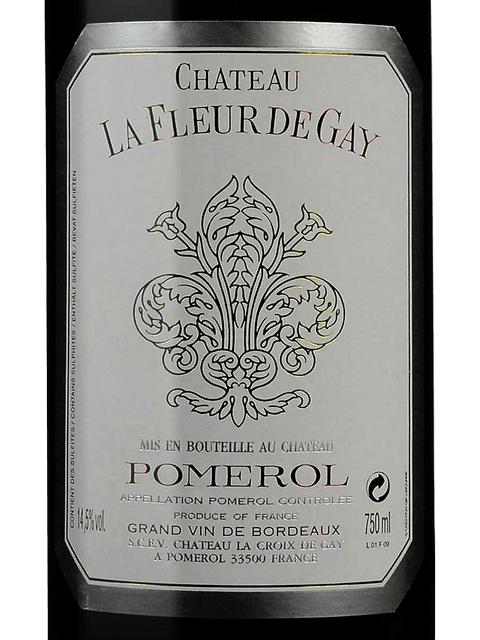 CHATEAU
LA FLEUR DE GAY
CONTIENT DES SULFITES / CONTAINS SULPHITES / ENTHÄLT SULFITE / BEVAT SULFIETEN
MIS EN BOUTEILLE AU CHATEAU
POMEROL
APPELLATION POMEROL CONTRÔLÉE
PRODUCE OF FRANCE
14,5% vol.
GRAND VIN DE BORDEAUX
750 ml
S.C.E.V. CHATEAU LA CROIX DE GAY
L 01 F 09
A POMEROL 33500 FRANCE